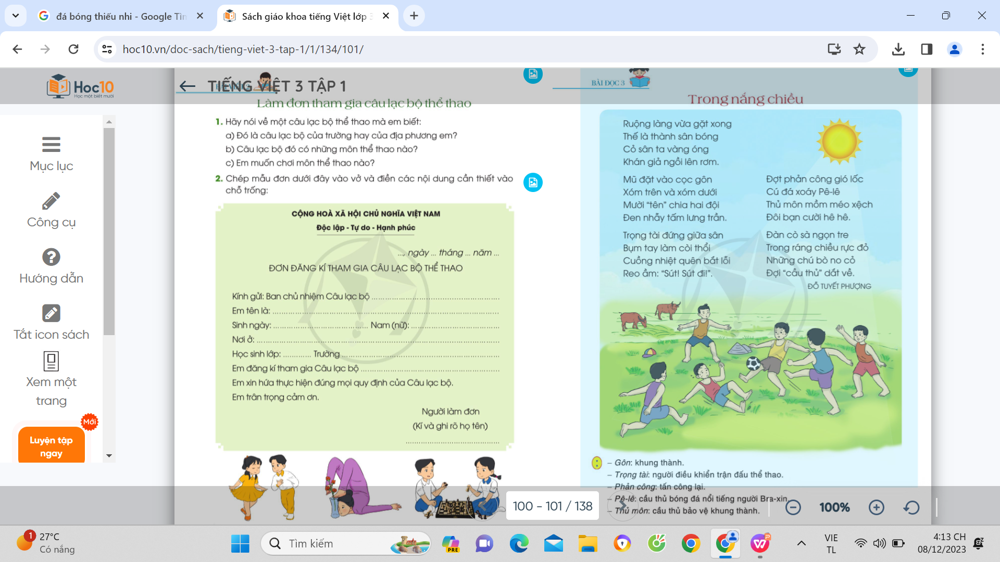 đá bóng thiếu nhi - Google Tìn
Sách giáo khoa tiếng Việt lớp 3
hoc10.vn/doc-sach/tieng-viet-3-tap-1/1/134/101/
Hoc10
Học một biết mười
TIẾNG VIỆT 3 TẬP 1
Mục lục
Công cụ
Hướng dẫn
Tắt icon sách
Xem một
trang
Mới
Luyện tập
ngay
Làm đơn tham gia câu lạc bộ thể thao
1. Hãy nói về một câu lạc bộ thể thao mà em biết:
a) Đó là câu lạc bộ của trường hay của địa phương em?
b) Câu lạc bộ đó có những môn thể thao nào?
c) Em muốn chơi môn thể thao nào?
2. Chép mẫu đơn dưới đây vào vở và điền các nội dung cần thiết vào
chỗ trống:
CỘNG HOÀ XÃ HỘI CHỦ NGHĨA VIỆT NAM
Độc lập - Tự do - Hạnh phúc
..., ngày ... tháng ... năm ...
ĐƠN ĐĂNG KÍ THAM GIA CÂU LẠC BỘ THỂ THAO
Kính gửi: Ban chủ nhiệm Câu lạc bộ ..............................
Em tên là: ..............................
Sinh ngày: .............................. Nam (nữ): ..............................
Nơi ở: ..............................
Học sinh lớp: ............. Trường ..............................
Em đăng kí tham gia Câu lạc bộ ..............................
Em xin hứa thực hiện đúng mọi quy định của Câu lạc bộ.
Em trân trọng cảm ơn.
Người làm đơn
(Kí và ghi rõ họ tên)
..............................
BÀI ĐỌC 3
Trong nắng chiều
Ruộng làng vừa gặt xong
Thế là thành sân bóng
Cỏ sân ta vàng óng
Khán giả ngồi lên rơm.
Mũ đặt vào cọc gôn
Xóm trên và xóm dưới
Mười “tên” chia hai đội
Đen nhẫy tấm lưng trần.
Trọng tài đứng giữa sân
Bụm tay làm còi thổi
Cuồng nhiệt quên bắt lỗi
Reo ầm: “Sút! Sút đi!”.
Đợt phản công gió lốc
Cú đá xoáy Pê-lê
Thủ môn mồm méo xệch
Đôi bạn cười hê hê.
Đàn cò sà ngọn tre
Trong ráng chiều rực đỏ
Những chú bò no cỏ
Đợi “cầu thủ” dắt về.
ĐỖ TUYẾT PHƯỢNG
– Gôn: khung thành.
– Trọng tài: người điều khiển trận đấu thể thao.
– Phản công: tấn công lại.
– Pê-lê: cầu thủ bóng đá nổi tiếng người Bra-xin.
– Thủ môn: cầu thủ bảo vệ khung thành.
100 - 101 / 138
100%
1
27°C
Có nắng
Tìm kiếm
PRE
VIE
TL
4:13 CH
08/12/2023